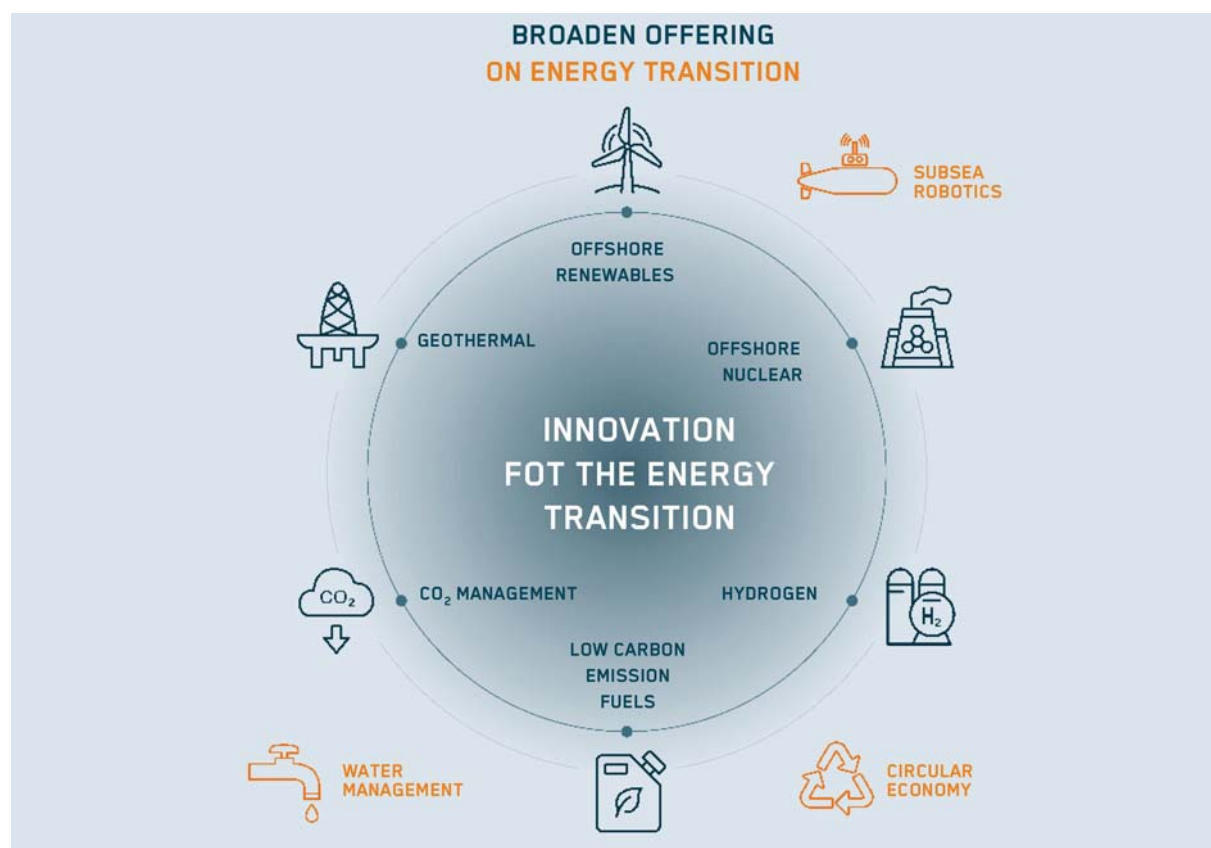 BROADEN OFFERING
ON ENERGY TRANSITION
SUBSEA
ROBOTICS
OFFSHORE
RENEWABLES
GEOTHERMAL
OFFSHORE
NUCLEAR
INNOVATION
FOT THE ENERGY
TRANSITION
CO₂
CO₂ MANAGEMENT
HYDROGEN
H₂
LOW CARBON
EMISSION
FUELS
WATER
MANAGEMENT
CIRCULAR
ECONOMY